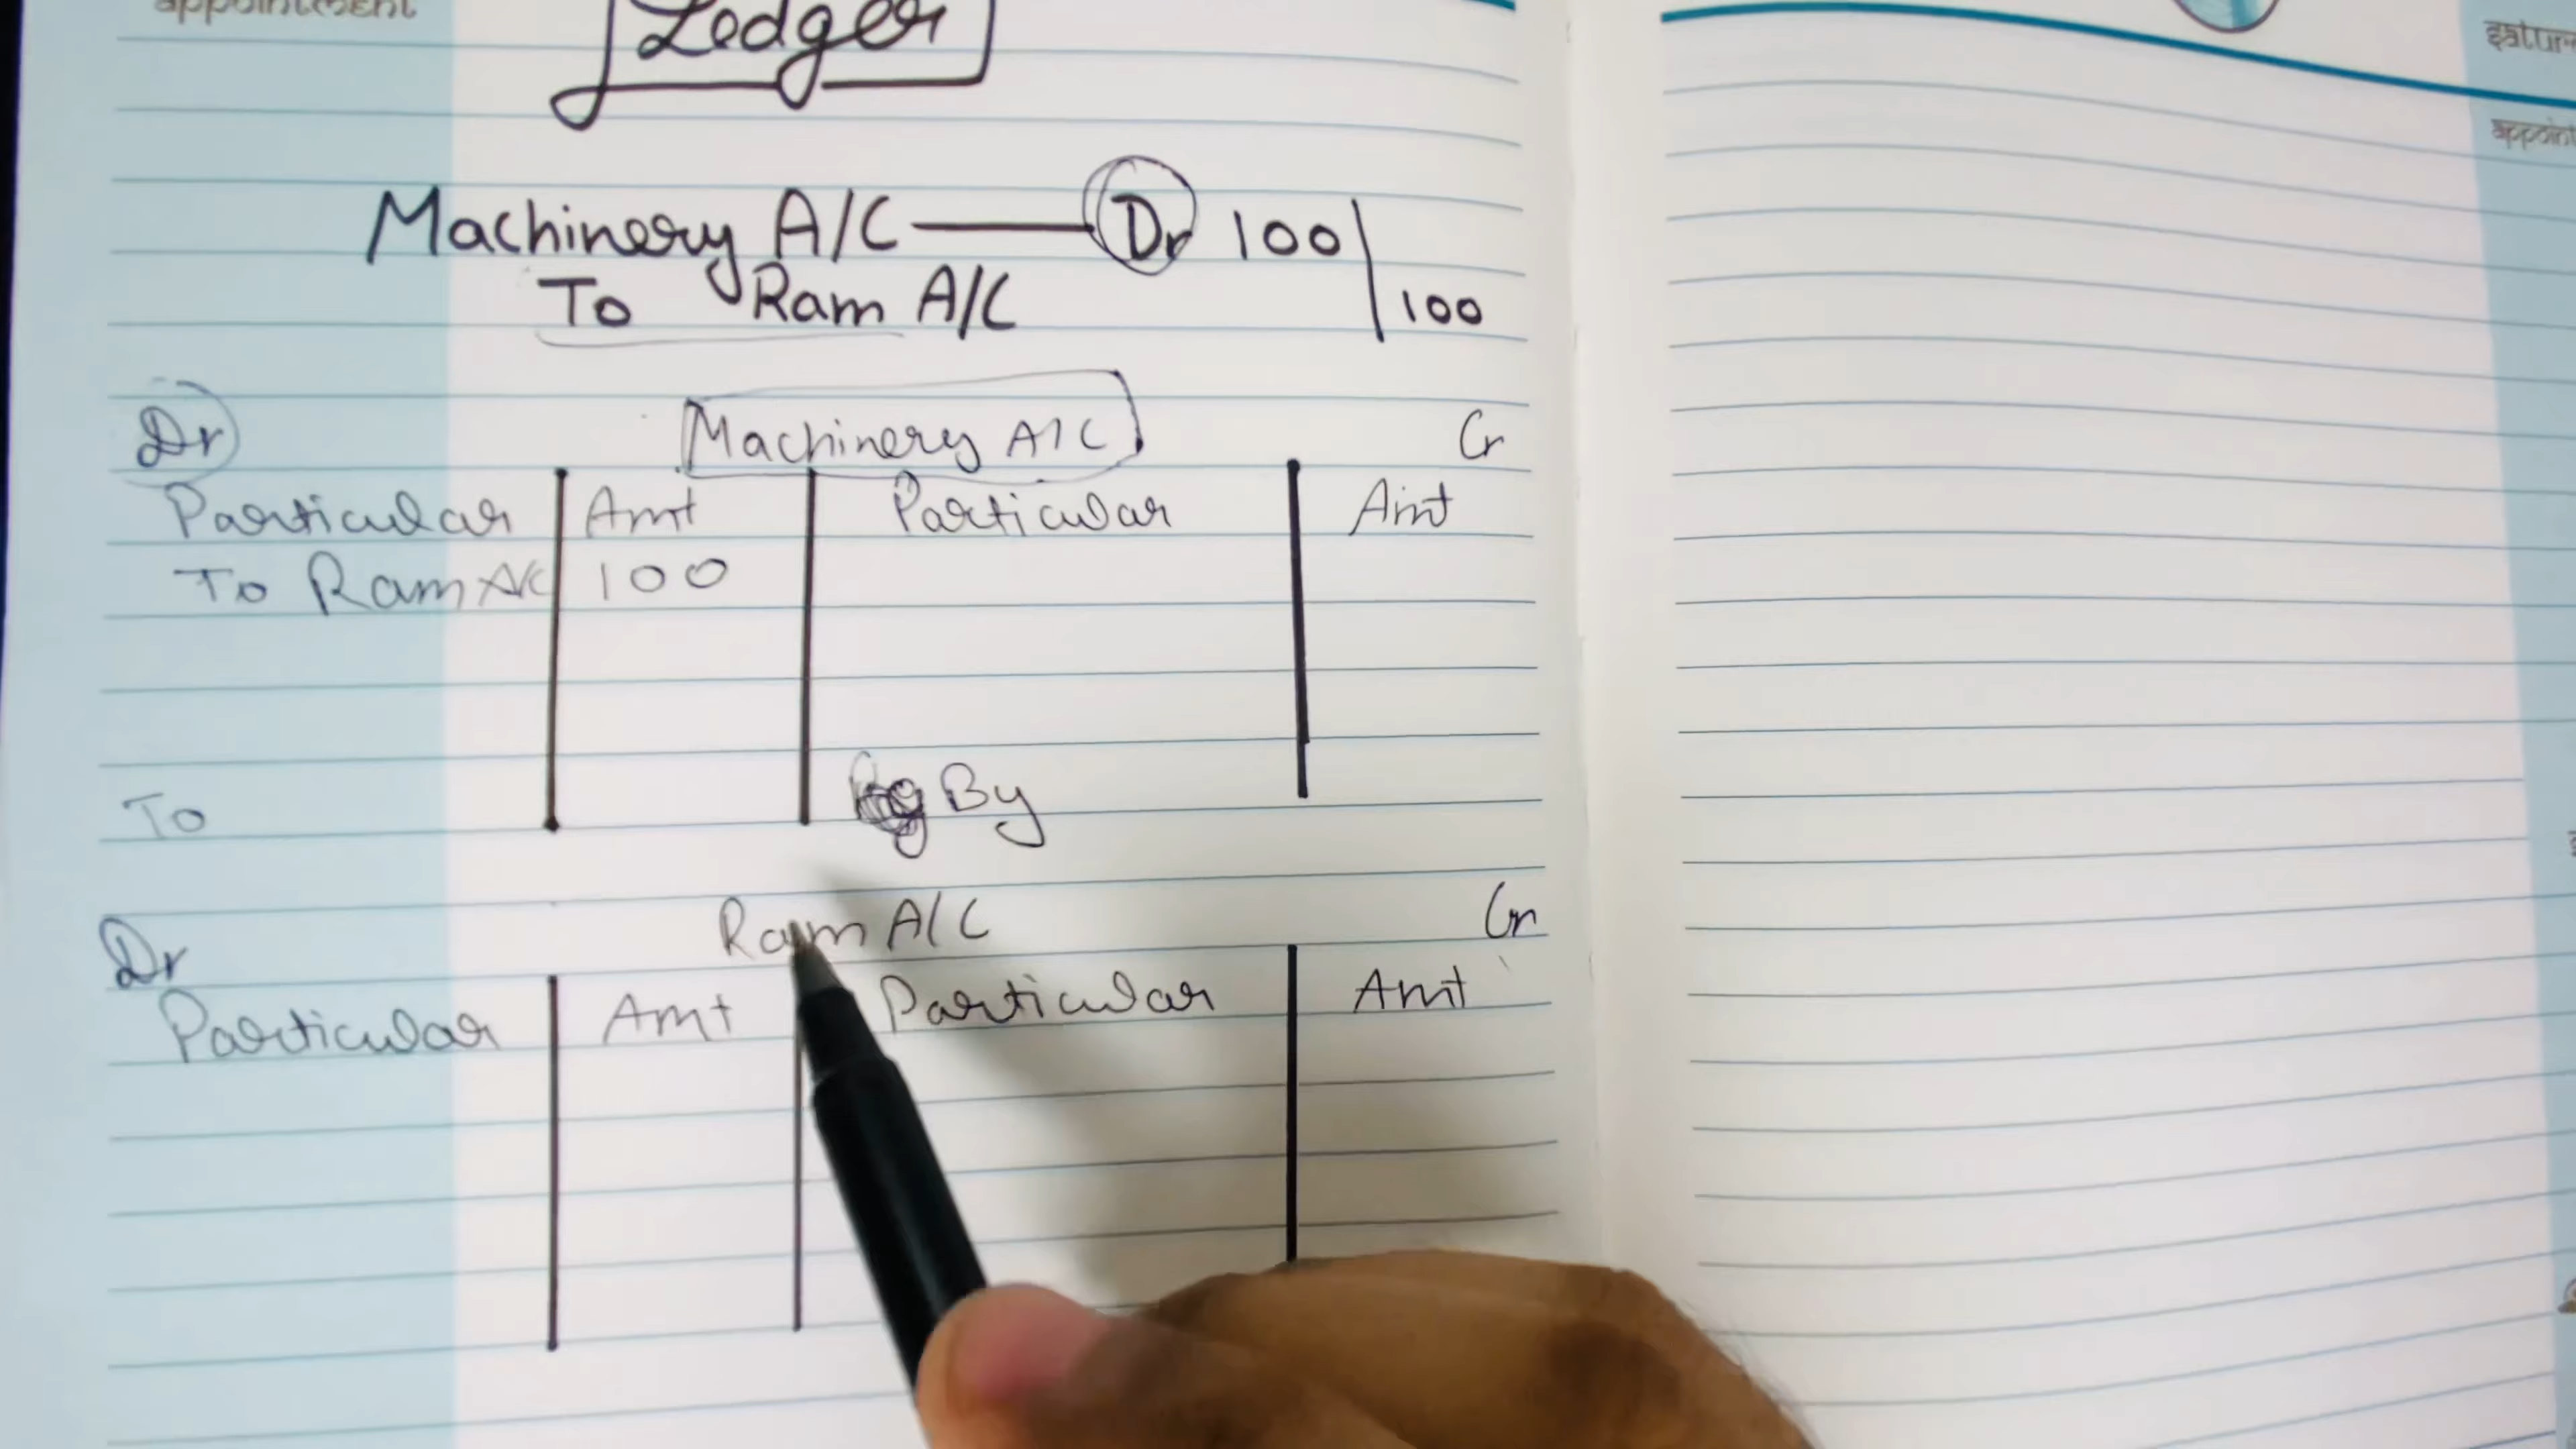 appointment
Ledger
Machinery A/C Dr 100
To Ram A/C 100
Dr Machinery A/C Cr
Particular Amt Particular Amt
To Ram A/C 100
To By
Dr Ram A/C Cr
Particular Amt Particular Amt